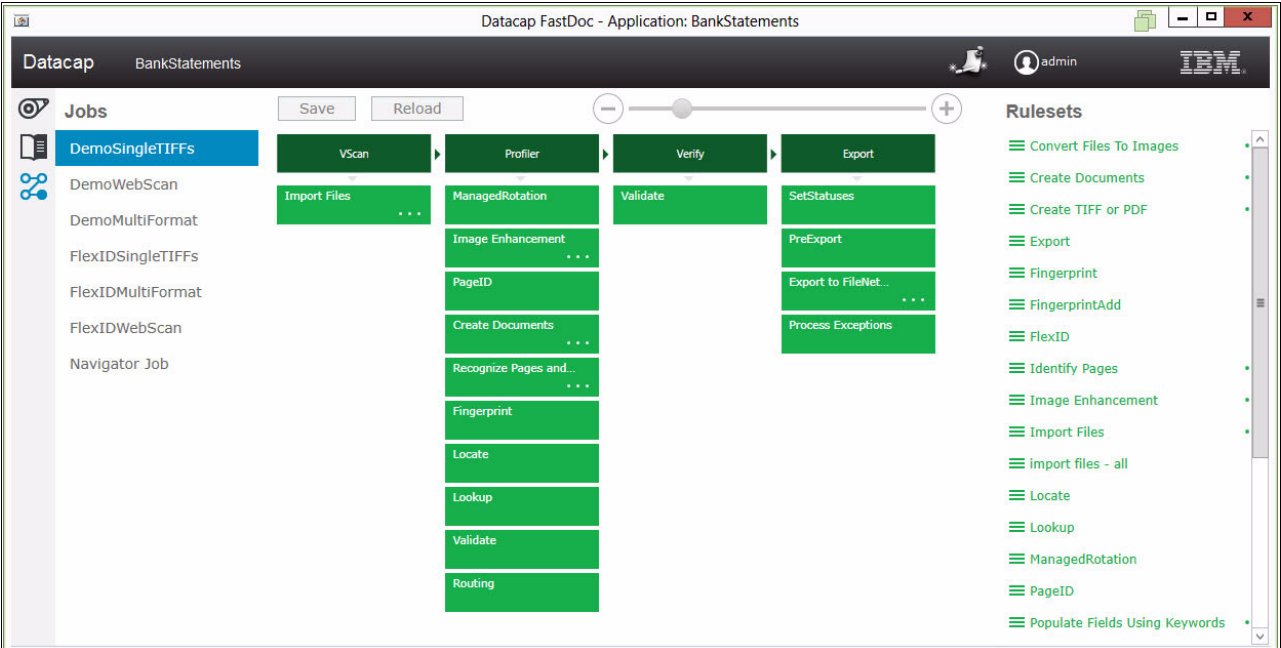 Datacap FastDoc - Application: BankStatements
x
Datacap
BankStatements
admin
IBM.
Jobs
DemoSingleTIFFs
DemoWebScan
DemoMultiFormat
FlexIDSingleTIFFs
FlexIDMultiFormat
FlexIDWebScan
Navigator Job
Save
Reload
VScan
Import Files
...
Profiler
ManagedRotation
Image Enhancement
...
PageID
Create Documents
...
Recognize Pages and...
...
Fingerprint
Locate
Lookup
Validate
Routing
Verify
Validate
Export
SetStatuses
PreExport
Export to FileNet...
...
Process Exceptions
Rulesets
Convert Files To Images
Create Documents
Create TIFF or PDF
Export
Fingerprint
FingerprintAdd
FlexID
Identify Pages
Image Enhancement
Import Files
import files - all
Locate
Lookup
ManagedRotation
PageID
Populate Fields Using Keywords